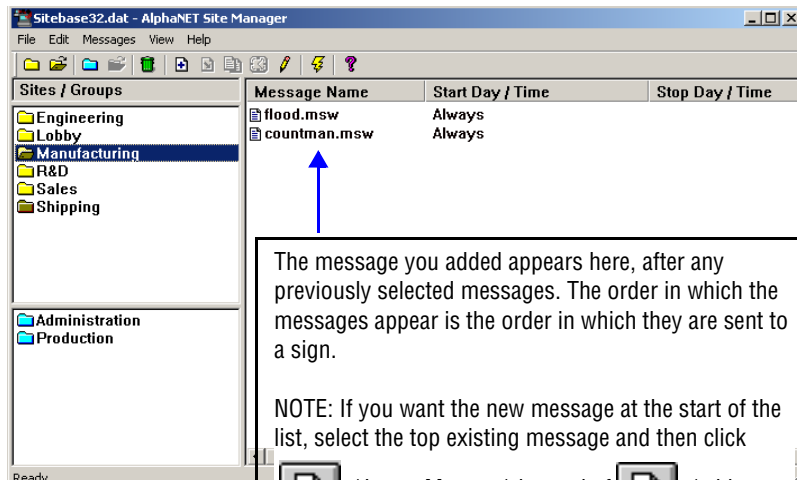 Sitebase32.dat - AlphaNET Site Manager
File Edit Messages View Help
Sites / Groups
Message Name Start Day / Time Stop Day / Time
Engineering
Lobby
Manufacturing
R&D
Sales
Shipping
flood.msw Always
countman.msw Always
The message you added appears here, after any
previously selected messages. The order in which the
messages appear is the order in which they are sent to
a sign.
NOTE: If you want the new message at the start of the
list, select the top existing message and then click
Administration
Production
Ready